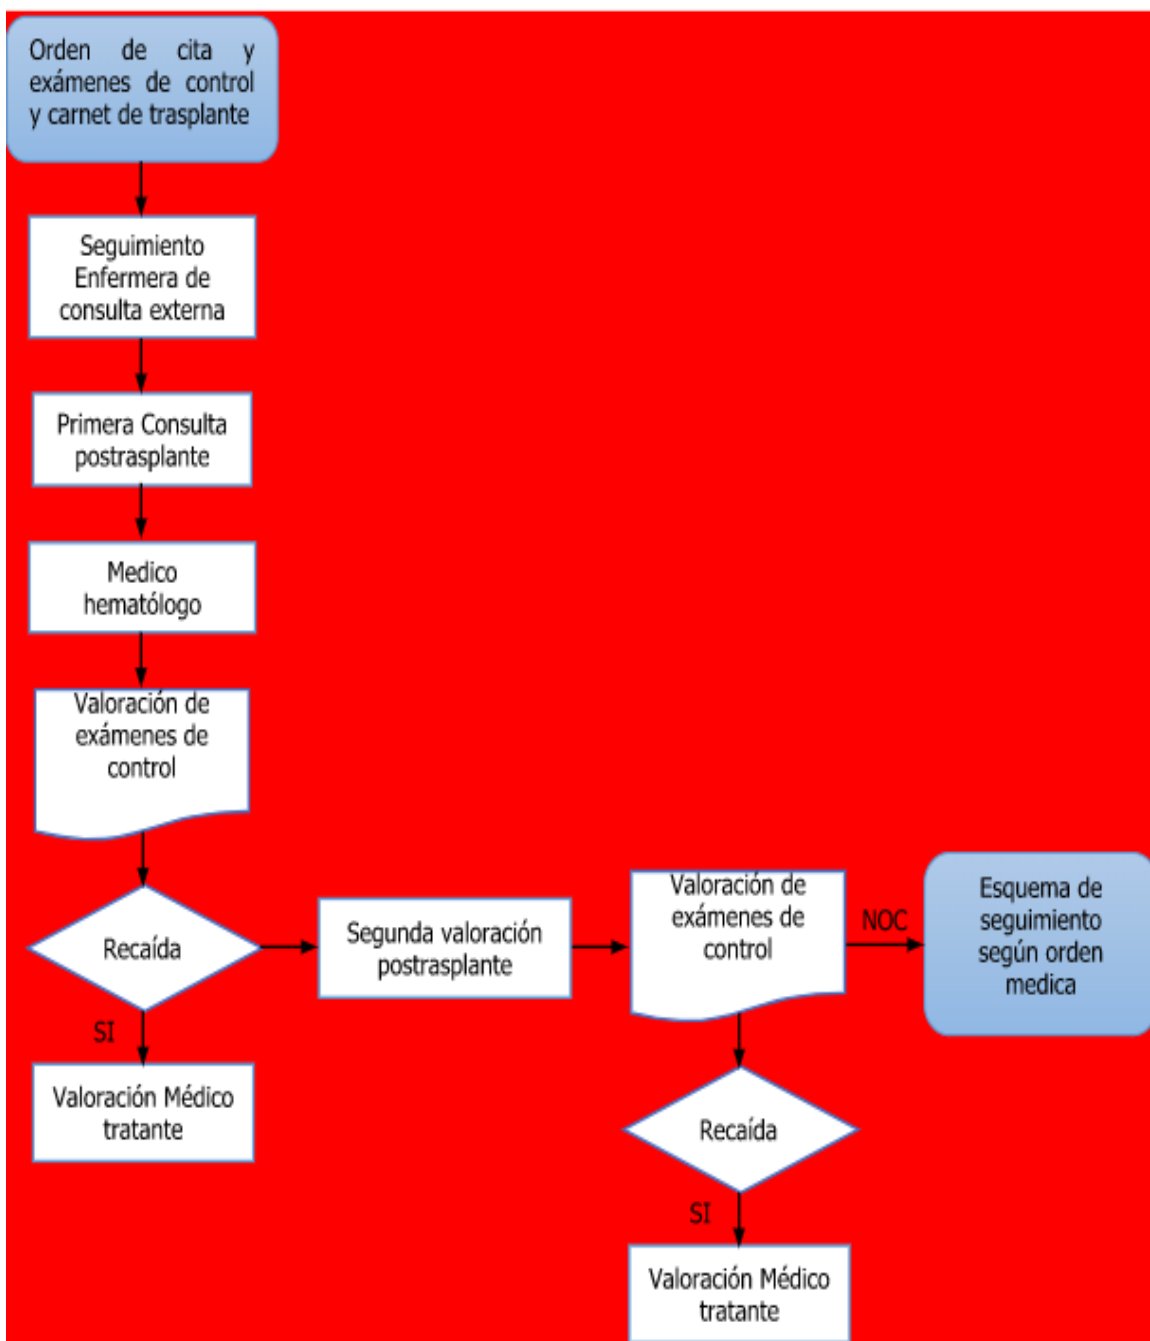 Orden de cita y
exámenes de control
y carnet de trasplante
Seguimiento
Enfermera de
consulta externa
Primera Consulta
postrasplante
Medico
hematólogo
Valoración de
exámenes de
control
Recaída
SI
Valoración Médico
tratante
Segunda valoración
postrasplante
Valoración de
exámenes de
control
NOC
Esquema de
seguimiento
según orden
medica
Recaída
SI
Valoración Médico
tratante